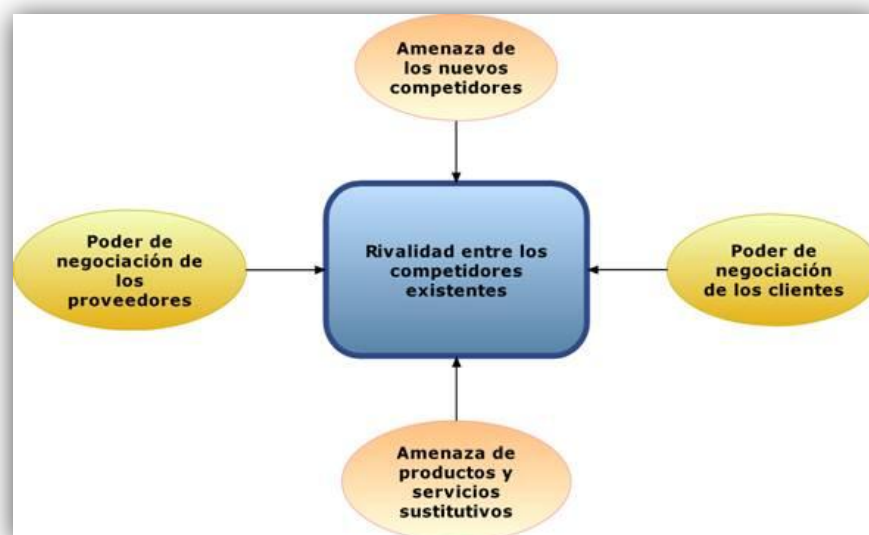 Amenaza de
los nuevos
competidores
Poder de
negociación de
los
proveedores
Rivalidad entre los
competidores
existentes
Poder de
negociación
de los clientes
Amenaza de
productos y
servicios
sustitutivos